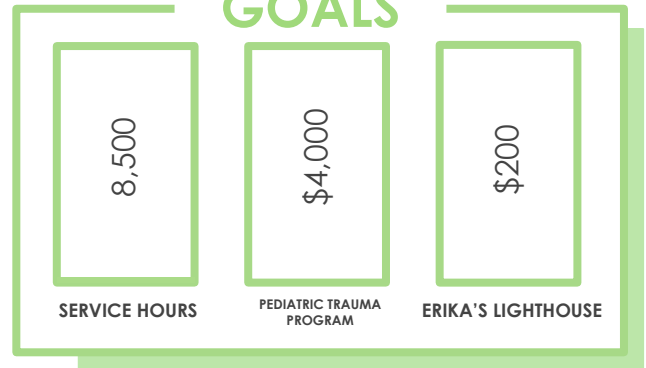 GOALS
8,500
$4,000
$200
SERVICE HOURS
PEDIATRIC TRAUMA
PROGRAM
ERIKA'S LIGHTHOUSE